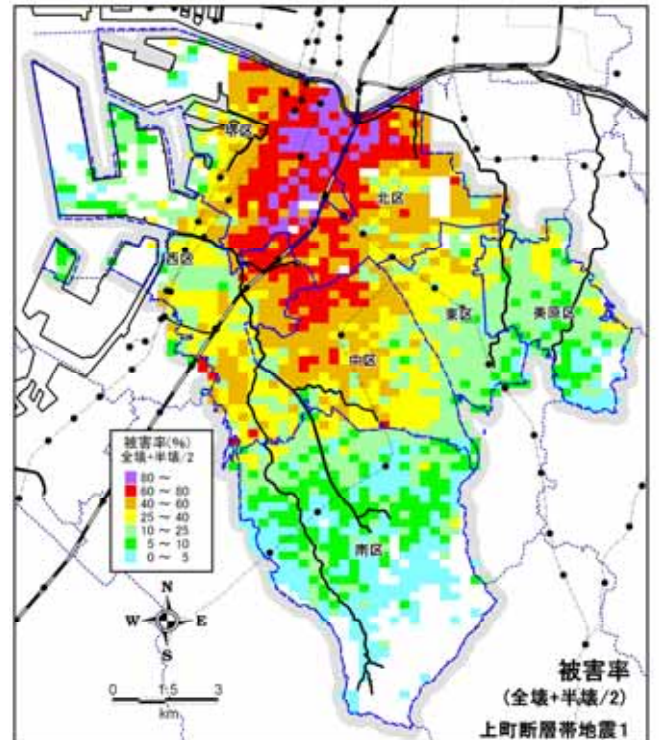 堺区
北区
西区
東区
美原区
中区
南区
被害率(%)
全壊+半壊/2
80～
60～80
40～60
25～40
10～25
5～10
0～5
N
W E
S
0 1.5 3
km
被害率
(全壊+半壊/2)
上町断層帯地震1